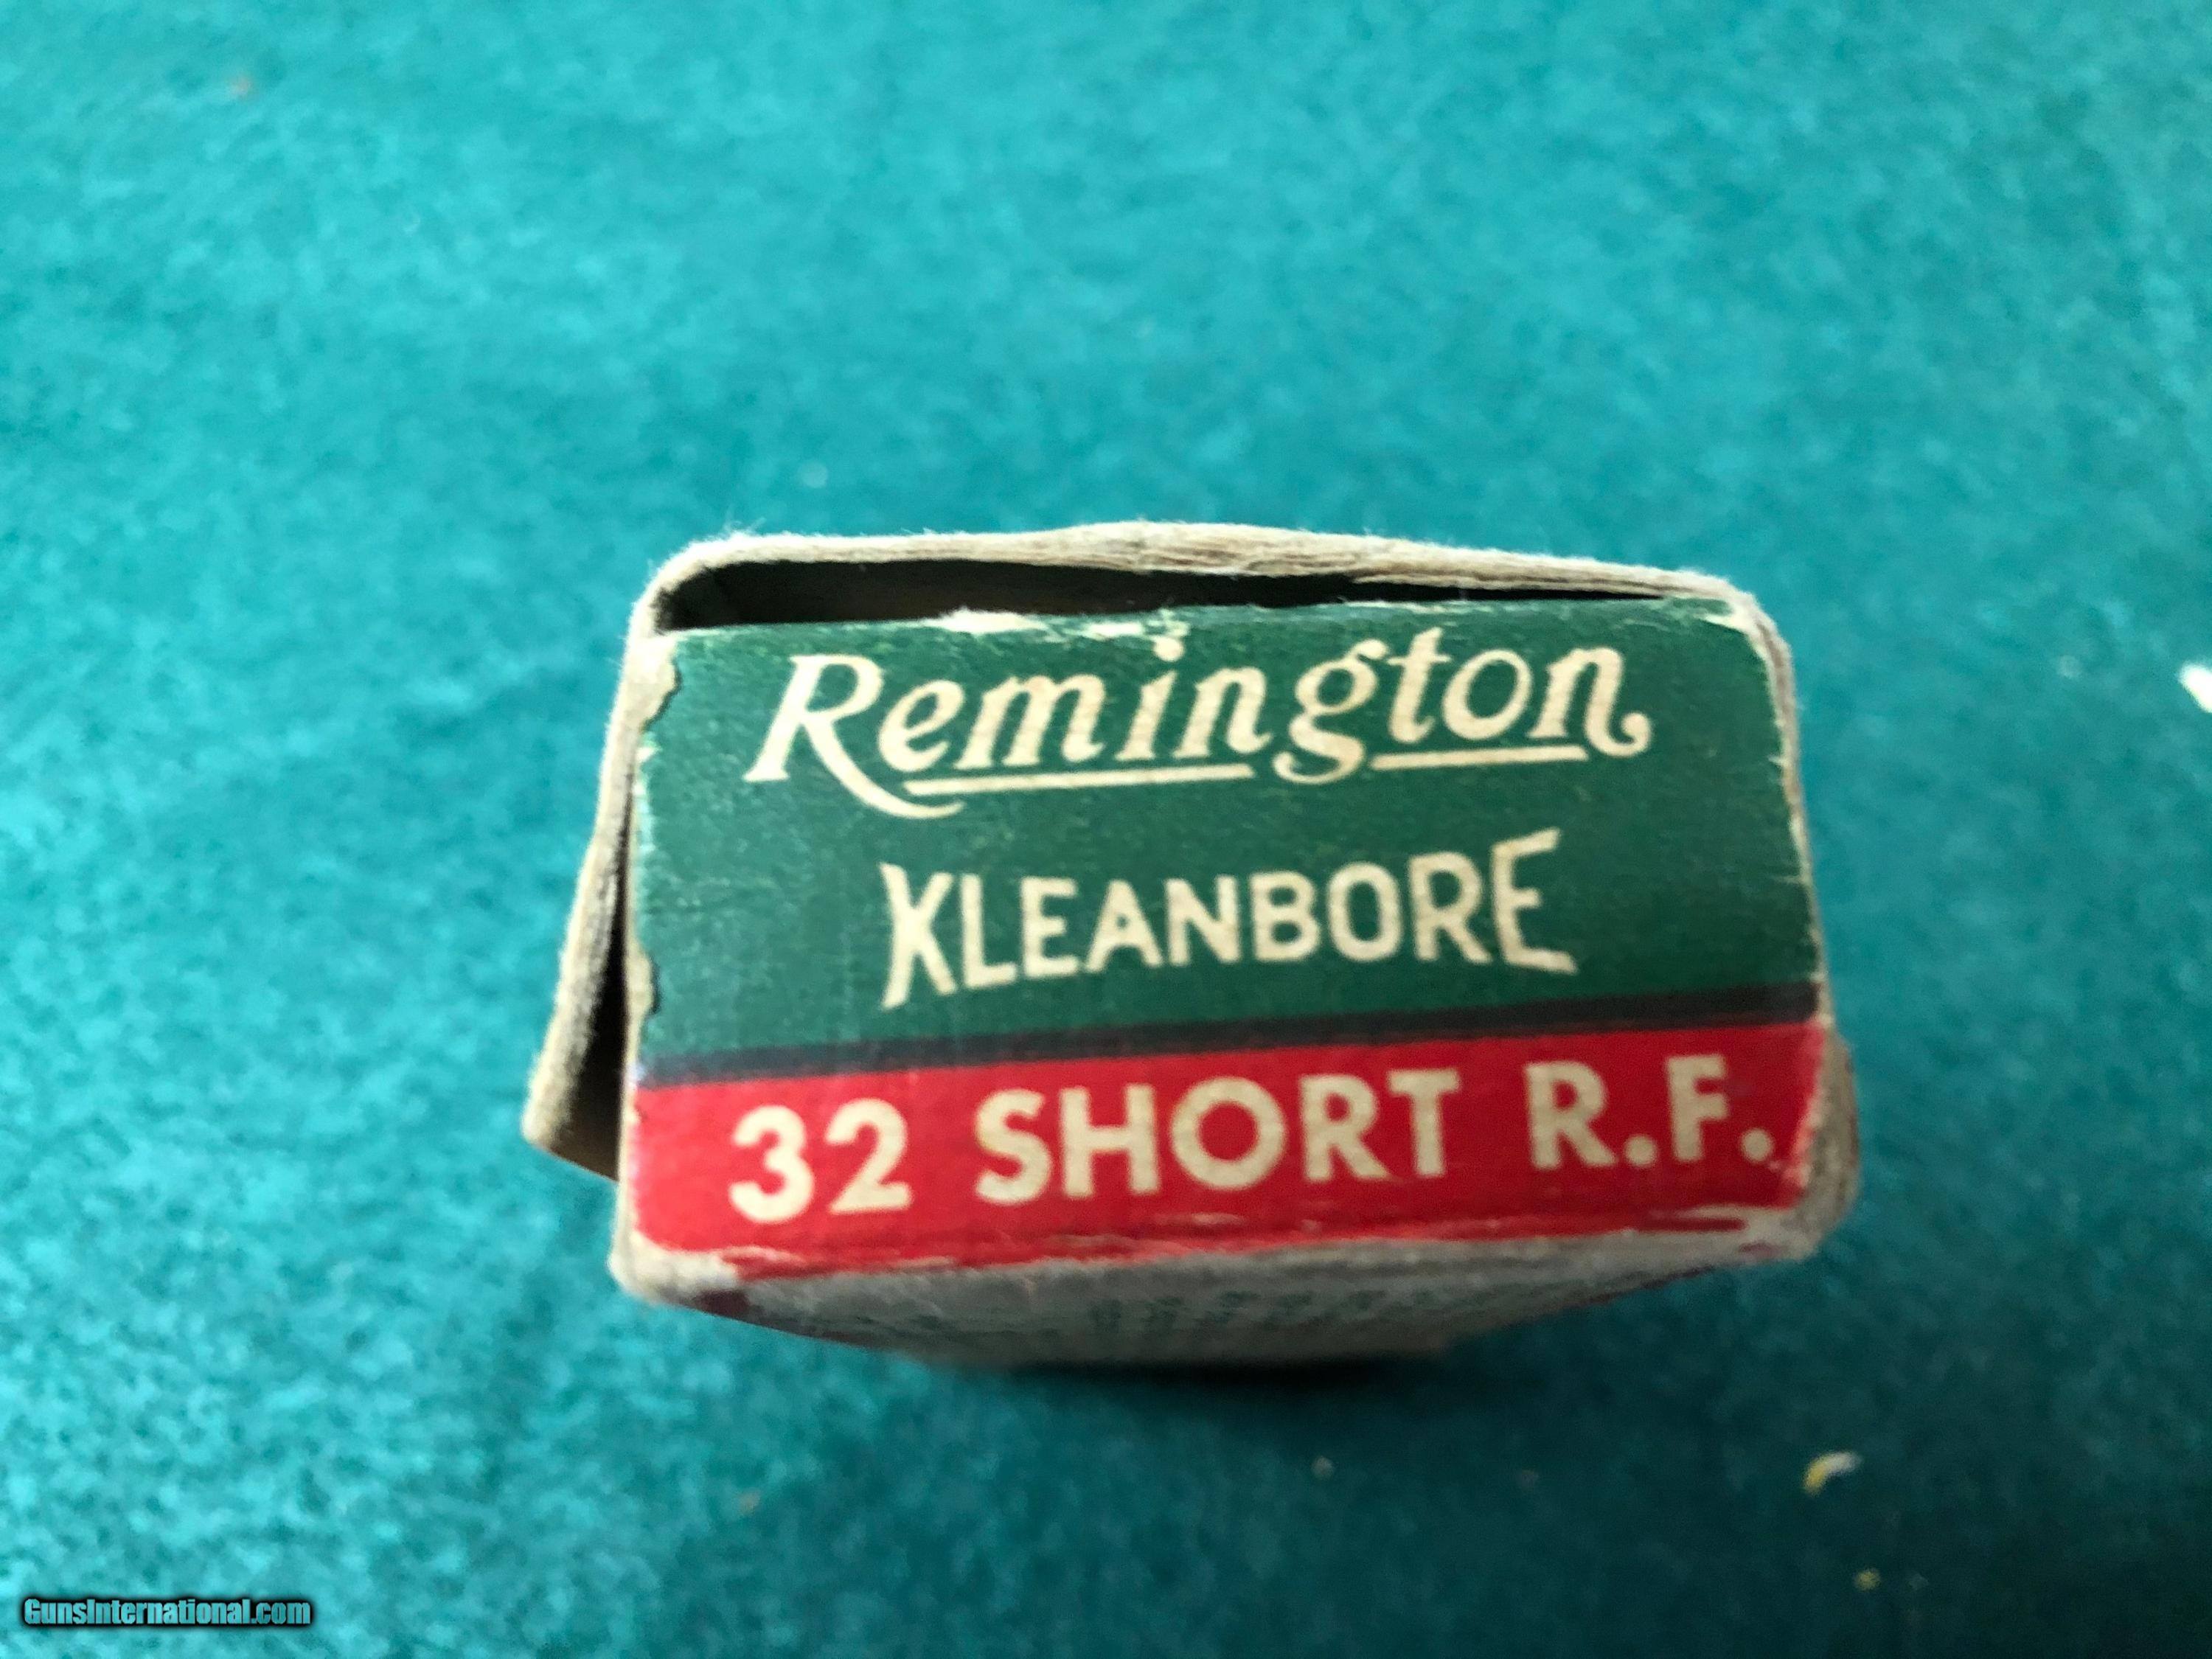 Remington
KLEANBORE
32 SHORT R.F.
GunsInternational.com